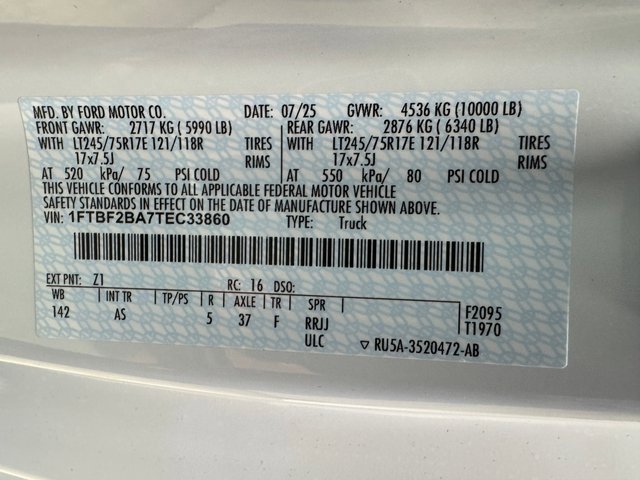 MFD. BY FORD MOTOR CO. DATE: 07/25 GVWR: 4536 KG (10000 LB)
FRONT GAWR: 2717 KG ( 5990 LB) REAR GAWR: 2876 KG ( 6340 LB)
WITH LT245/75R17E 121/118R TIRES WITH LT245/75R17E 121/118R TIRES
17x7.5J RIMS 17x7.5J RIMS
AT 520 kPa/ 75 PSI COLD AT 550 kPa/ 80 PSI COLD
THIS VEHICLE CONFORMS TO ALL APPLICABLE FEDERAL MOTOR VEHICLE
SAFETY STANDARDS IN EFFECT ON THE DATE OF MANUFACTURE SHOWN ABOVE.
VIN: 1FTBF2BA7TEC33860 TYPE: Truck
EXT PNT: Z1 RC: 16 DSO:
WB INT TR TP/PS R AXLE TR SPR F2095
142 AS 5 37 F RRJJ T1970
ULC ▽ RU5A-3520472-AB